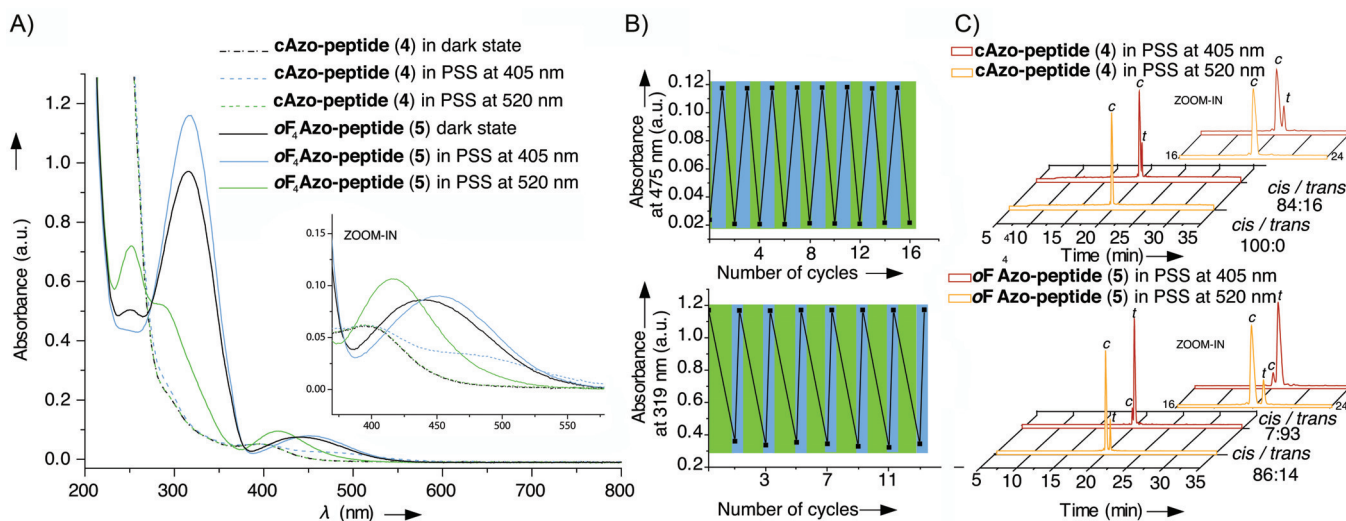 A)
cAzo-peptide (4) in dark state
cAzo-peptide (4) in PSS at 405 nm
cAzo-peptide (4) in PSS at 520 nm
oF4Azo-peptide (5) dark state
oF4Azo-peptide (5) in PSS at 405 nm
oF4Azo-peptide (5) in PSS at 520 nm
Absorbance (a.u.)
1.2
1.0
0.8
0.6
0.4
0.2
0.0
200 300 400 500 600 700 800
λ (nm)
ZOOM-IN
0.15
0.10
0.05
0.00
400 450 500 550
B)
Absorbance
at 475 nm (a.u.)
0.12
0.10
0.08
0.06
0.04
0.02
4 8 12 16
Number of cycles
Absorbance
at 319 nm (a.u.)
1.2
1.0
0.8
0.6
0.4
0.2
3 7 11
Number of cycles
C)
cAzo-peptide (4) in PSS at 405 nm
cAzo-peptide (4) in PSS at 520 nm
c
c
t
ZOOM-IN
c
c
t
16 24
cis / trans
84:16
cis / trans
100:0
5 10 15 20 25 30 35
Time (min)
4
oF Azo-peptide (5) in PSS at 405 nm
oF Azo-peptide (5) in PSS at 520 nm
c
t
c
t
ZOOM-IN
c
t
c
t
16 24
cis / trans
7:93
cis / trans
86:14
5 10 15 20 25 30 35
Time (min)